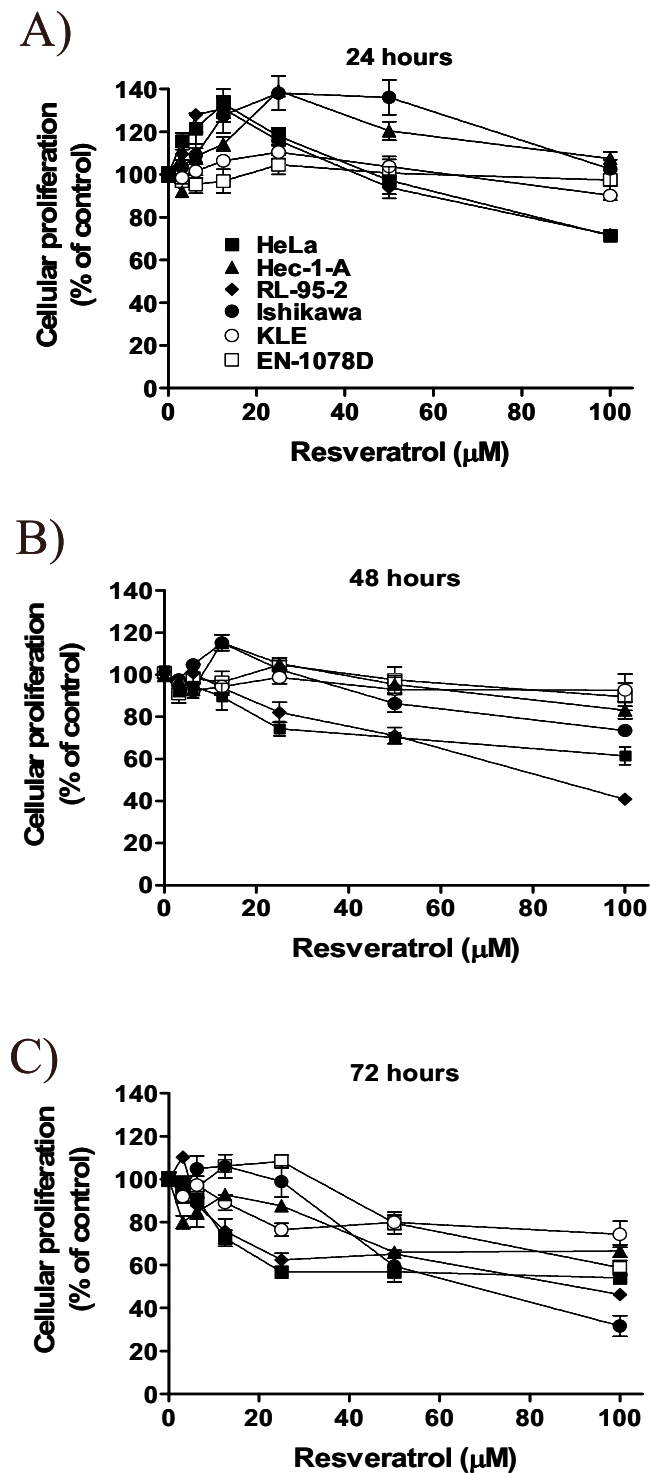 A)
24 hours
Cellular proliferation
(% of control)
140
120
100
80
60
40
20
0
HeLa
Hec-1-A
RL-95-2
Ishikawa
KLE
EN-1078D
0 20 40 60 80 100
Resveratrol (μM)
B)
48 hours
Cellular proliferation
(% of control)
140
120
100
80
60
40
20
0
0 20 40 60 80 100
Resveratrol (μM)
C)
72 hours
Cellular proliferation
(% of control)
140
120
100
80
60
40
20
0
0 20 40 60 80 100
Resveratrol (μM)